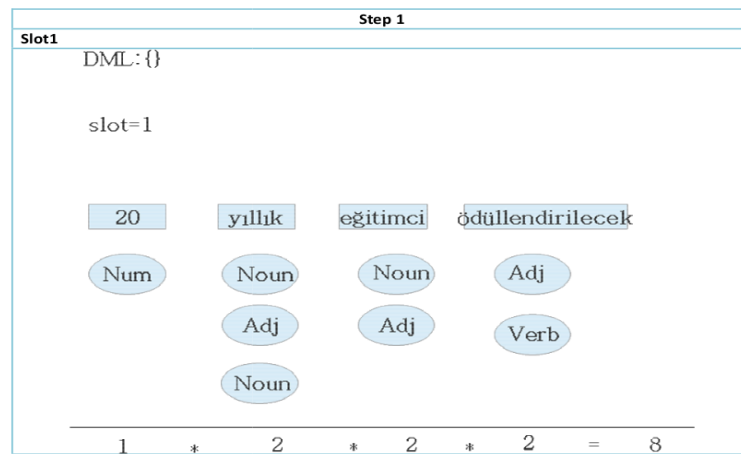 Step 1
Slot1
DML:{}
slot=1
20 yıllık eğitimci ödüllendirilecek
Num Noun Noun Adj
Adj Adj Verb
Noun
1 * 2 * 2 * 2 = 8